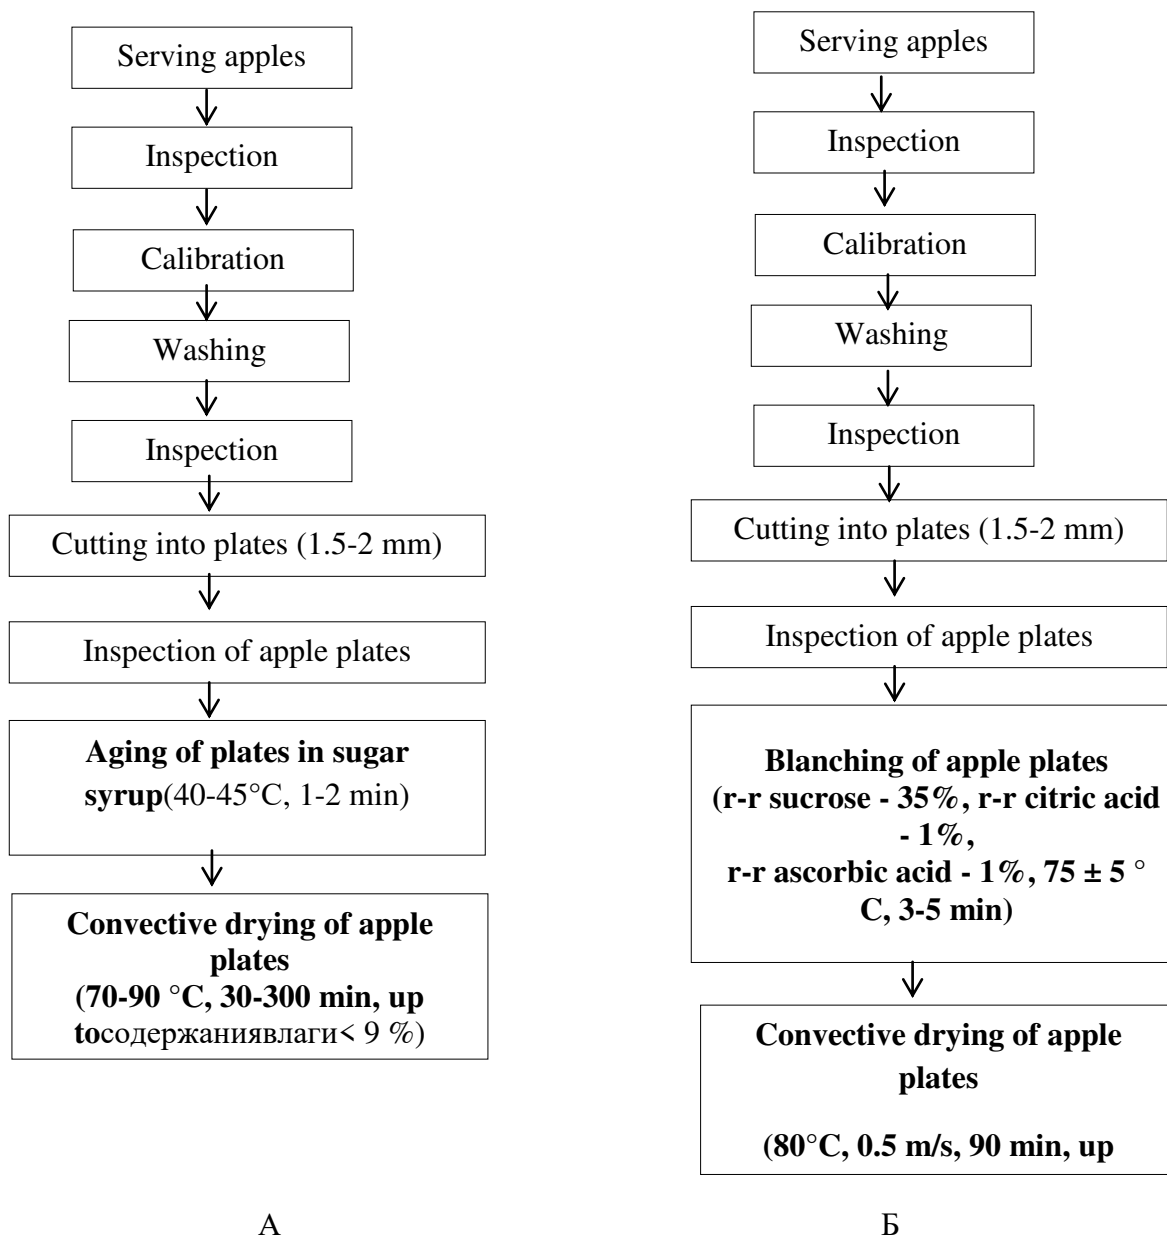 Serving apples
Inspection
Calibration
Washing
Inspection
Cutting into plates (1.5-2 mm)
Inspection of apple plates
Aging of plates in sugar
syrup(40-45°C, 1-2 min)
Convective drying of apple
plates
(70-90 °C, 30-300 min, up
toсодержаниявлаги< 9 %)
А
Serving apples
Inspection
Calibration
Washing
Inspection
Cutting into plates (1.5-2 mm)
Inspection of apple plates
Blanching of apple plates
(r-r sucrose - 35%, r-r citric acid
- 1%,
r-r ascorbic acid - 1%, 75 ± 5 °
C, 3-5 min)
Convective drying of apple
plates
(80°C, 0.5 m/s, 90 min, up
Б